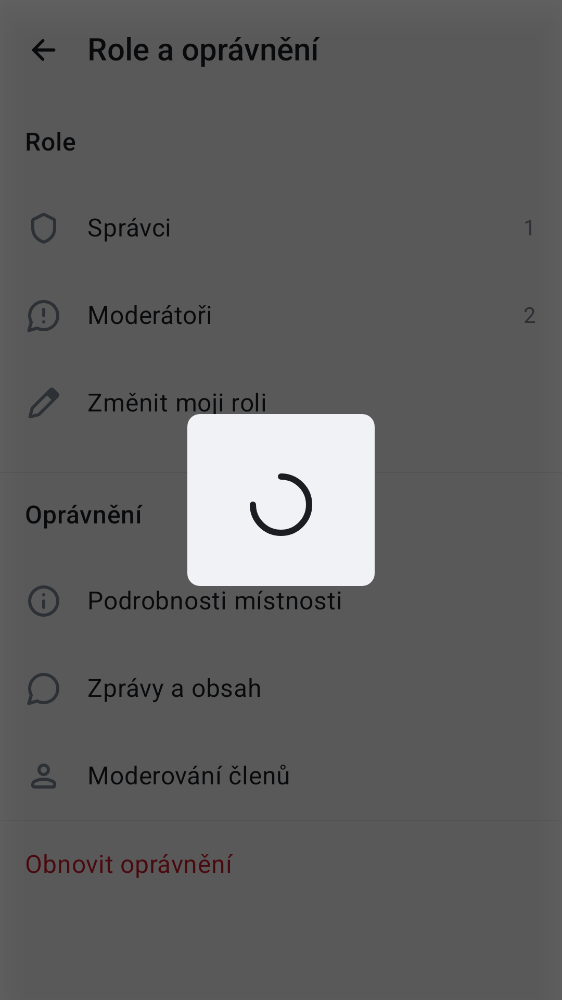 Role a oprávnění
Role
Správci 1
Moderátoři 2
Změnit moji roli
Oprávnění
Podrobnosti místnosti
Zprávy a obsah
Moderování členů
Obnovit oprávnění